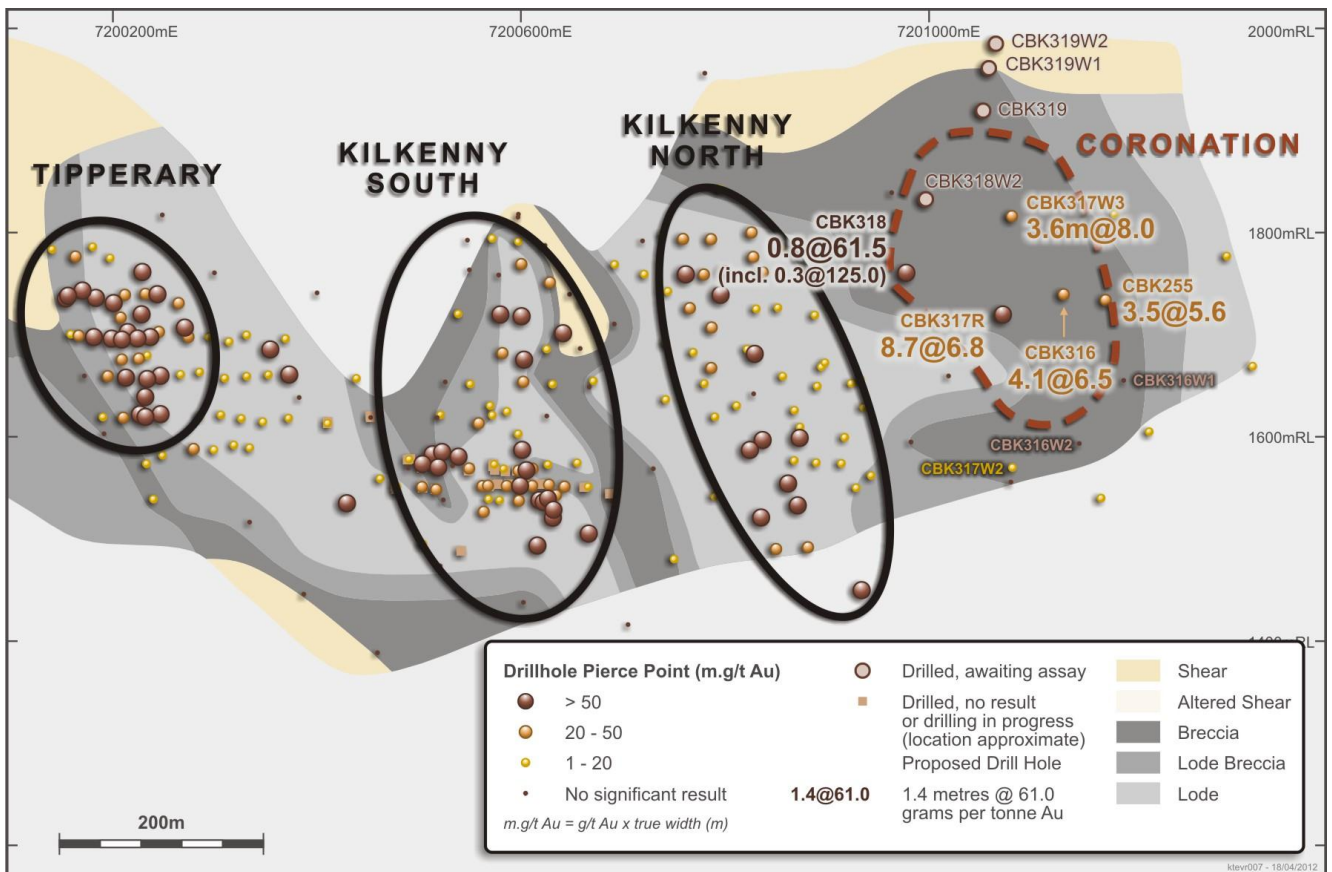 7200200mE
7200600mE
7201000mE
2000mRL
CBK319W2
CBK319W1
CBK319
CORONATION
KILKENNY
NORTH
KILKENNY
SOUTH
TIPPERARY
CBK318W2
CBK317W3
3.6m@8.0
CBK318
0.8@61.5
(incl. 0.3@125.0)
1800mRL
CBK255
3.5@5.6
CBK317R
8.7@6.8
CBK316
4.1@6.5
CBK316W1
1600mRL
CBK316W2
CBK317W2
1400mRL
Drillhole Pierce Point (m.g/t Au)
> 50
20 - 50
1 - 20
No significant result
m.g/t Au = g/t Au x true width (m)
Drilled, awaiting assay
Drilled, no result
or drilling in progress
(location approximate)
Proposed Drill Hole
1.4@61.0
1.4 metres @ 61.0
grams per tonne Au
Shear
Altered Shear
Breccia
Lode Breccia
Lode
200m
ktevr007 - 18/04/2012